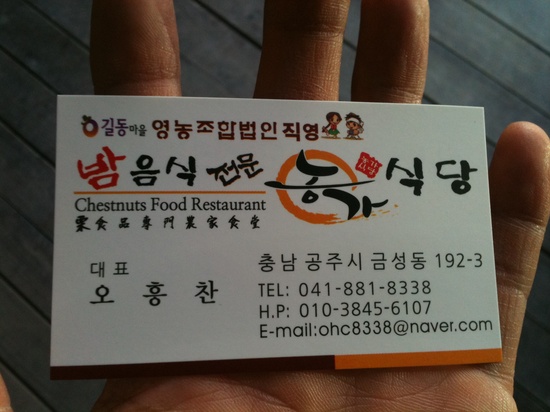 길동마을 영농조합법인 직영
밤 음식 전문 농가 식당
Chestnuts Food Restaurant
栗食品專門農家食堂
대표
오흥찬
충남 공주시 금성동 192-3
TEL: 041-881-8338
H.P: 010-3845-6107
E-mail:ohc8338@naver.com